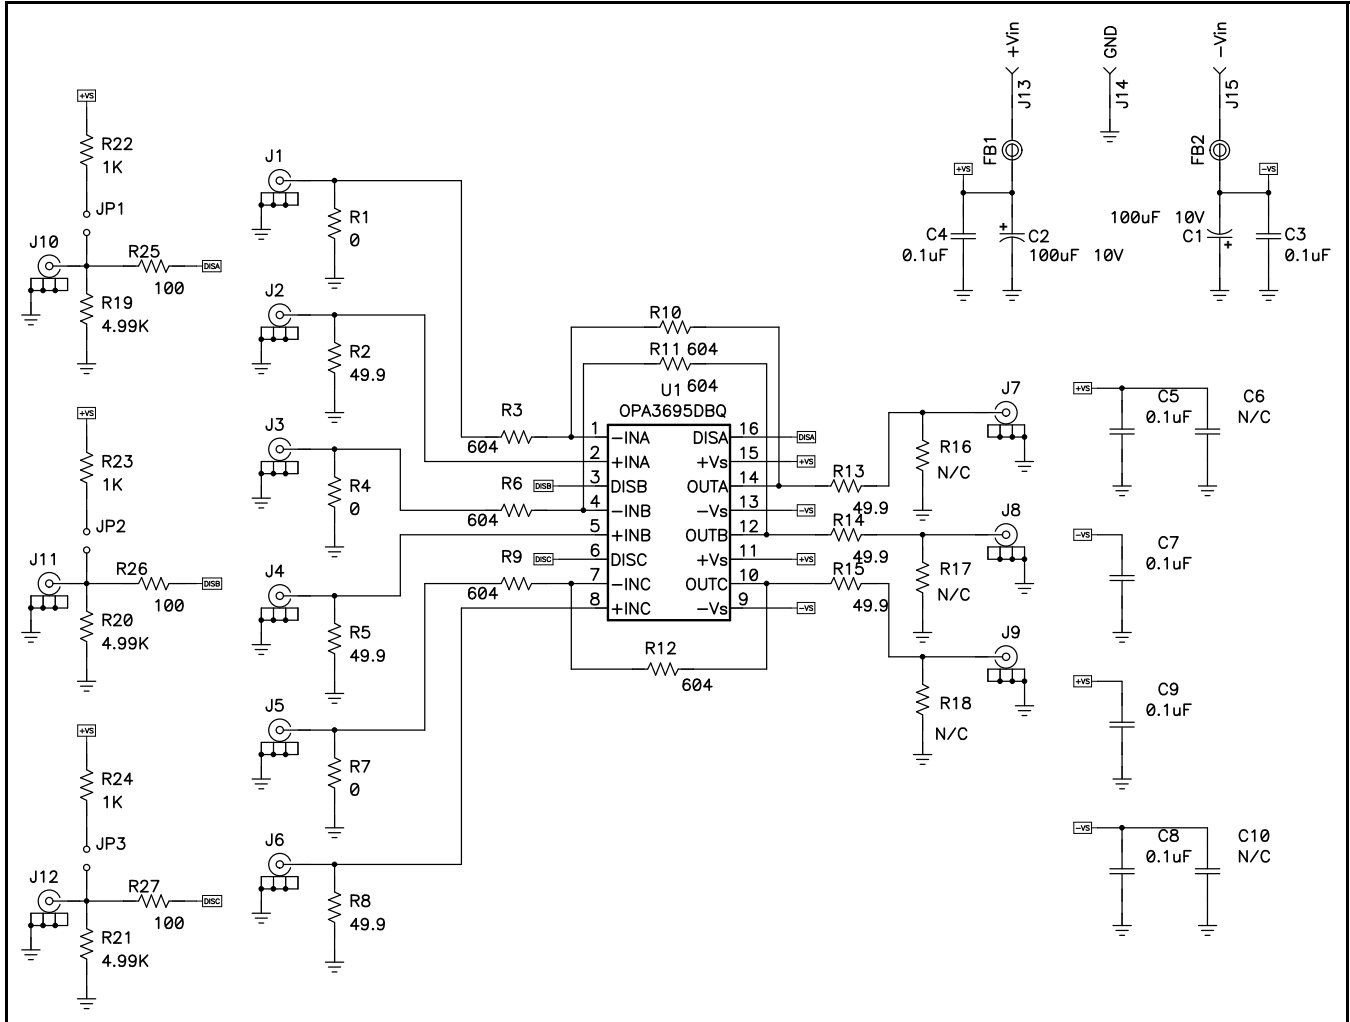 +VS
R22
1K
JP1
J10
R25
DISA
100
R19
4.99K
+VS
R23
1K
JP2
J11
R26
DISB
100
R20
4.99K
+VS
R24
1K
JP3
J12
R27
DISC
100
R21
4.99K
J1
R1
0
J2
R2
49.9
J3
R4
0
J4
R5
49.9
J5
R7
0
J6
R8
49.9
R3
604
R6
DISB
604
R9
DISC
604
R10
R11 604
604
U1
OPA3695DBQ
1 -INA DISA 16 DISA
2 +INA +Vs 15 +VS
3 DISB OUTA 14
4 -INB -Vs 13 -VS
5 +INB OUTB 12
6 DISC +Vs 11 +VS
7 -INC OUTC 10
8 +INC -Vs 9 -VS
R12
604
R13
49.9
R14
49.9
R15
49.9
J7
R16
N/C
J8
R17
N/C
J9
R18
N/C
+Vin
J13
FB1
+VS
C4
0.1uF
+
C2
100uF 10V
GND
J14
-Vin
J15
FB2
-VS
100uF 10V
C1
+
C3
0.1uF
+VS
C5
0.1uF
C6
N/C
-VS
C7
0.1uF
+VS
C9
0.1uF
-VS
C8
0.1uF
C10
N/C